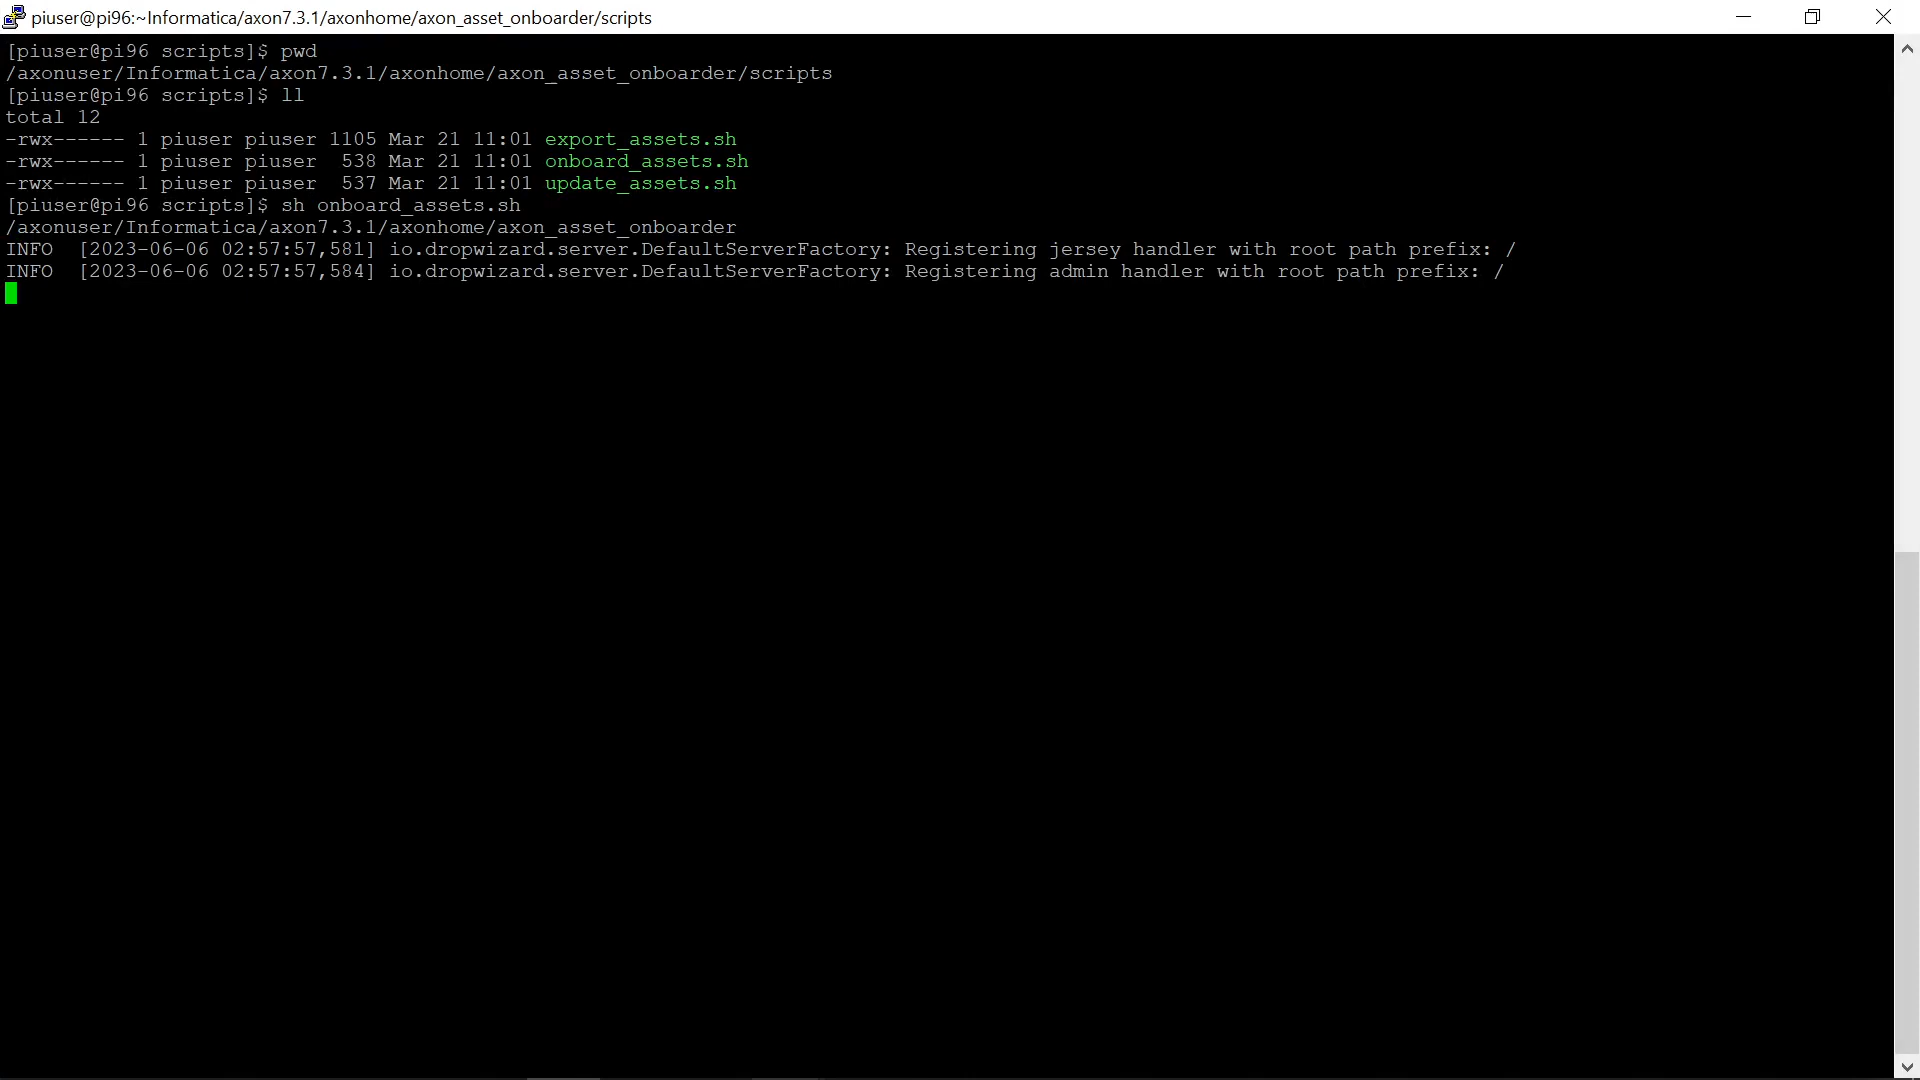 piuser@pi96:~Informatica/axon7.3.1/axonhome/axon_asset_onboarder/scripts
[piuser@pi96 scripts]$ pwd
/axonuser/Informatica/axon7.3.1/axonhome/axon_asset_onboarder/scripts
[piuser@pi96 scripts]$ ll
total 12
-rwx------ 1 piuser piuser 1105 Mar 21 11:01 export_assets.sh
-rwx------ 1 piuser piuser  538 Mar 21 11:01 onboard_assets.sh
-rwx------ 1 piuser piuser  537 Mar 21 11:01 update_assets.sh
[piuser@pi96 scripts]$ sh onboard_assets.sh
/axonuser/Informatica/axon7.3.1/axonhome/axon_asset_onboarder
INFO  [2023-06-06 02:57:57,581] io.dropwizard.server.DefaultServerFactory: Registering jersey handler with root path prefix: /
INFO  [2023-06-06 02:57:57,584] io.dropwizard.server.DefaultServerFactory: Registering admin handler with root path prefix: /